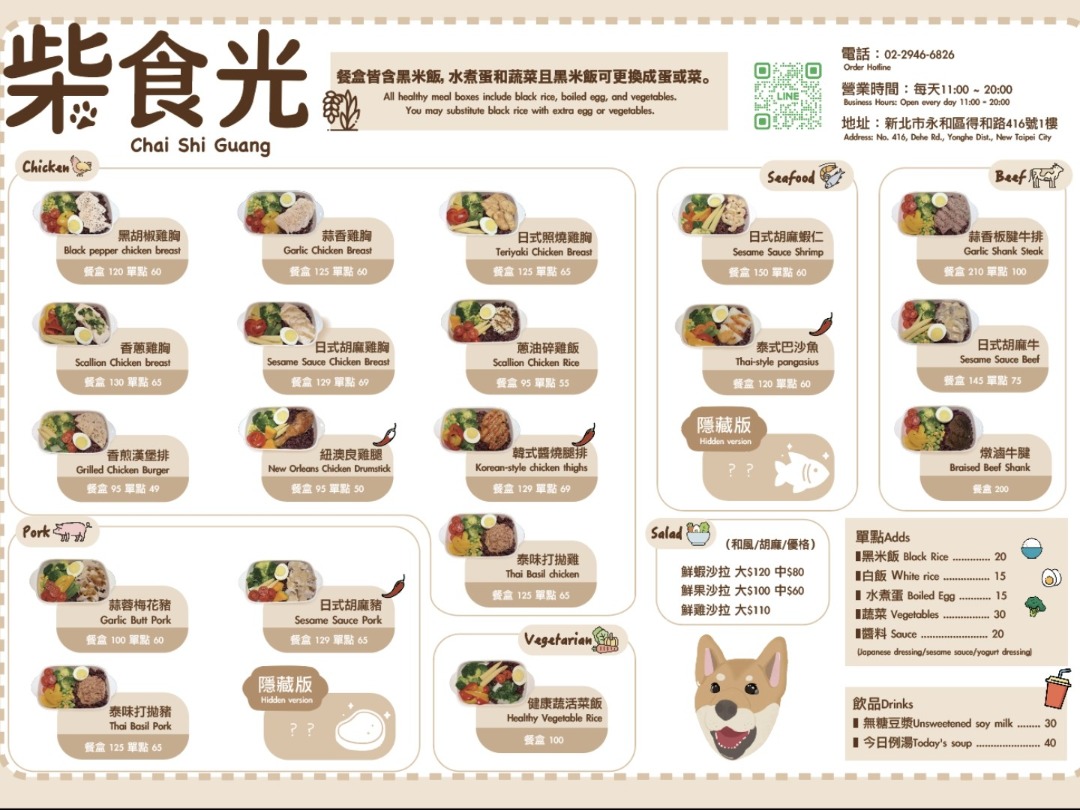 柴食光
Chai Shi Guang
餐盒皆含黑米飯, 水煮蛋和蔬菜且黑米飯可更換成蛋或菜。
All healthy meal boxes include black rice, boiled egg, and vegetables.
You may substitute black rice with extra egg or vegetables.
LINE
電話：02-2946-6826
Order Hotline
營業時間：每天11:00 ~ 20:00
Business Hours: Open every day 11:00 ~ 20:00
地址：新北市永和區得和路416號1樓
Address: No. 416, Dehe Rd., Yonghe Dist., New Taipei City
Chicken
黑胡椒雞胸
Black pepper chicken breast
餐盒 120 單點 60
蒜香雞胸
Garlic Chicken Breast
餐盒 125 單點 60
日式照燒雞胸
Teriyaki Chicken Breast
餐盒 125 單點 65
香蔥雞胸
Scallion Chicken breast
餐盒 130 單點 65
日式胡麻雞胸
Sesame Sauce Chicken Breast
餐盒 129 單點 69
蔥油碎雞飯
Scallion Chicken Rice
餐盒 95 單點 55
香煎漢堡排
Grilled Chicken Burger
餐盒 95 單點 49
紐澳良雞腿
New Orleans Chicken Drumstick
餐盒 95 單點 50
韓式醬燒腿排
Korean-style chicken thighs
餐盒 129 單點 69
泰味打拋雞
Thai Basil chicken
餐盒 125 單點 65
Seafood
日式胡麻蝦仁
Sesame Sauce Shrimp
餐盒 150 單點 60
泰式巴沙魚
Thai-style pangasius
餐盒 120 單點 60
隱藏版
Hidden version
? ?
Beef
蒜香板腱牛排
Garlic Shank Steak
餐盒 210 單點 100
日式胡麻牛
Sesame Sauce Beef
餐盒 145 單點 75
燉滷牛腱
Braised Beef Shank
餐盒 200
Pork
蒜蓉梅花豬
Garlic Butt Pork
餐盒 100 單點 60
日式胡麻豬
Sesame Sauce Pork
餐盒 129 單點 65
泰味打拋豬
Thai Basil Pork
餐盒 125 單點 65
隱藏版
Hidden version
? ?
Vegetarian
健康蔬活菜飯
Healthy Vegetable Rice
餐盒 100
Salad
(和風/胡麻/優格)
鮮蝦沙拉 大$120 中$80
鮮果沙拉 大$100 中$60
鮮雞沙拉 大$110
單點Adds
黑米飯 Black Rice ............. 20
白飯 White rice ................ 15
水煮蛋 Boiled Egg ........... 15
蔬菜 Vegetables ................ 30
醬料 Sauce ....................... 20
(Japanese dressing/sesame sauce/yogurt dressing)
飲品Drinks
無糖豆漿Unsweetened soy milk ........ 30
今日例湯Today's soup ...................... 40